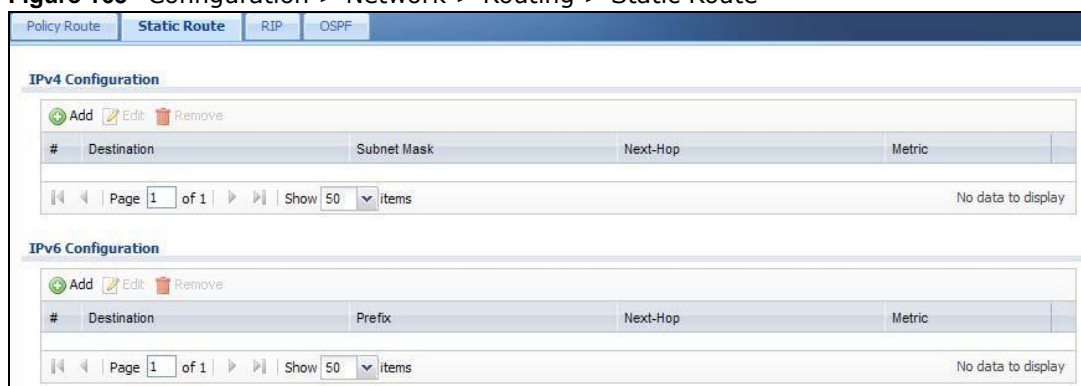 Configuration > Network > Routing > Static Route
Policy Route Static Route RIP OSPF
IPv4 Configuration
Add Edit Remove
# Destination Subnet Mask Next-Hop Metric
Page 1 of 1 Show 50 items No data to display
IPv6 Configuration
Add Edit Remove
# Destination Prefix Next-Hop Metric
Page 1 of 1 Show 50 items No data to display